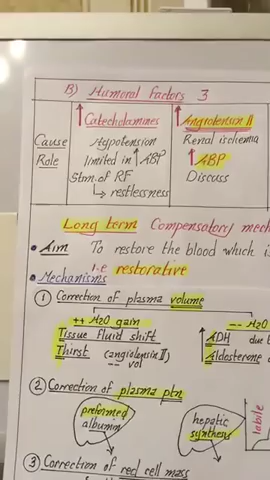 B) Humoral factors 3
↑ Catecholamines
↑ Angiotensin II
Cause
Hypotension
Renal ischemia
Role
limited in ↑ ABP
↑ ABP
Stm. of RF
Discuss
↳ restlessness
Long term Compensatory mech
• Aim To restore the blood which is
i.e restorative
• Mechanisms
① Correction of plasma volume
++ H2O gain
-- H2O
Tissue fluid shift
↑ ADH due t
Thirst (angiotensin II)
Aldosterone
-- vol
② Correction of plasma ptn
preformed
albumin
hepatic
synthesis
labile
③ Correction of red cell mass